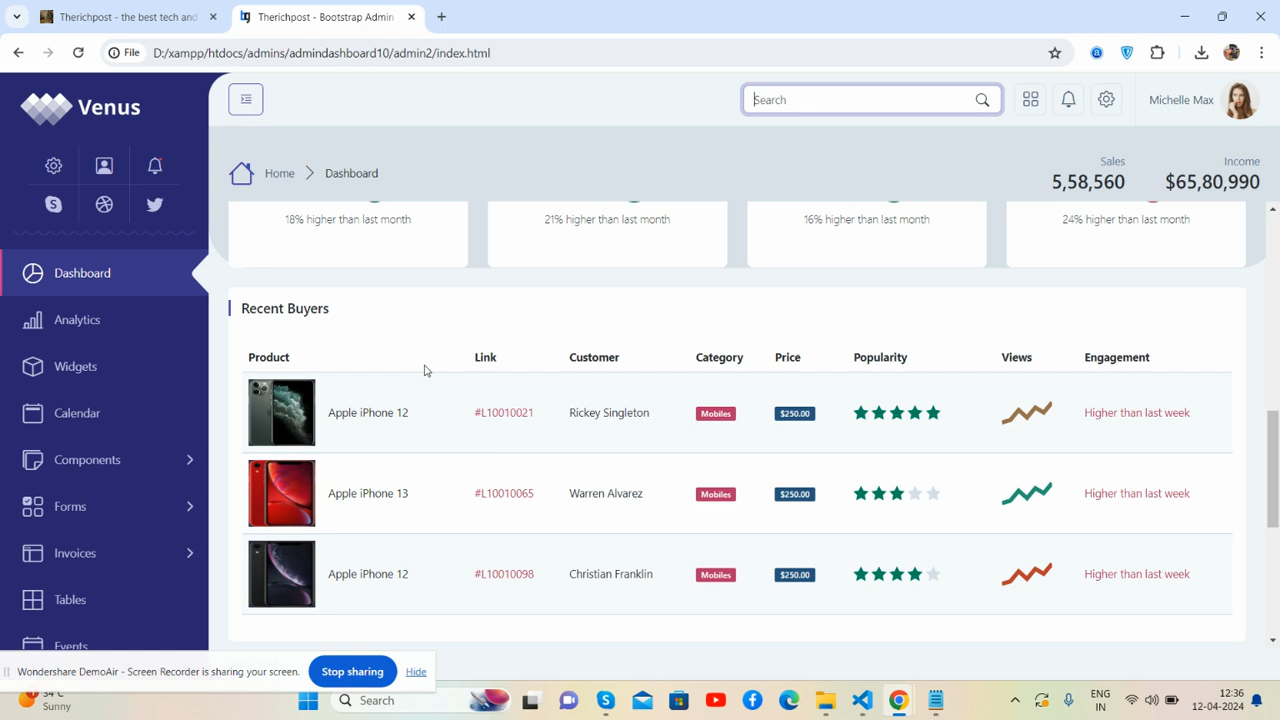 Therichpost - the best tech and
Therichpost - Bootstrap Admin
File
D:/xampp/htdocs/admins/admindashboard10/admin2/index.html
Venus
Search
Michelle Max
Home
Dashboard
Sales
5,58,560
Income
$65,80,990
18% higher than last month
21% higher than last month
16% higher than last month
24% higher than last month
Dashboard
Analytics
Widgets
Calendar
Components
Forms
Invoices
Tables
Events
Recent Buyers
Product Link Customer Category Price Popularity Views Engagement
Apple iPhone 12 #L10010021 Rickey Singleton Mobiles $250.00 Higher than last week
Apple iPhone 13 #L10010065 Warren Alvarez Mobiles $250.00 Higher than last week
Apple iPhone 12 #L10010098 Christian Franklin Mobiles $250.00 Higher than last week
Wondershare DemoAir - Screen Recorder is sharing your screen.
Stop sharing
Hide
34°C
Sunny
Search
ENG
IN
12:36
12-04-2024